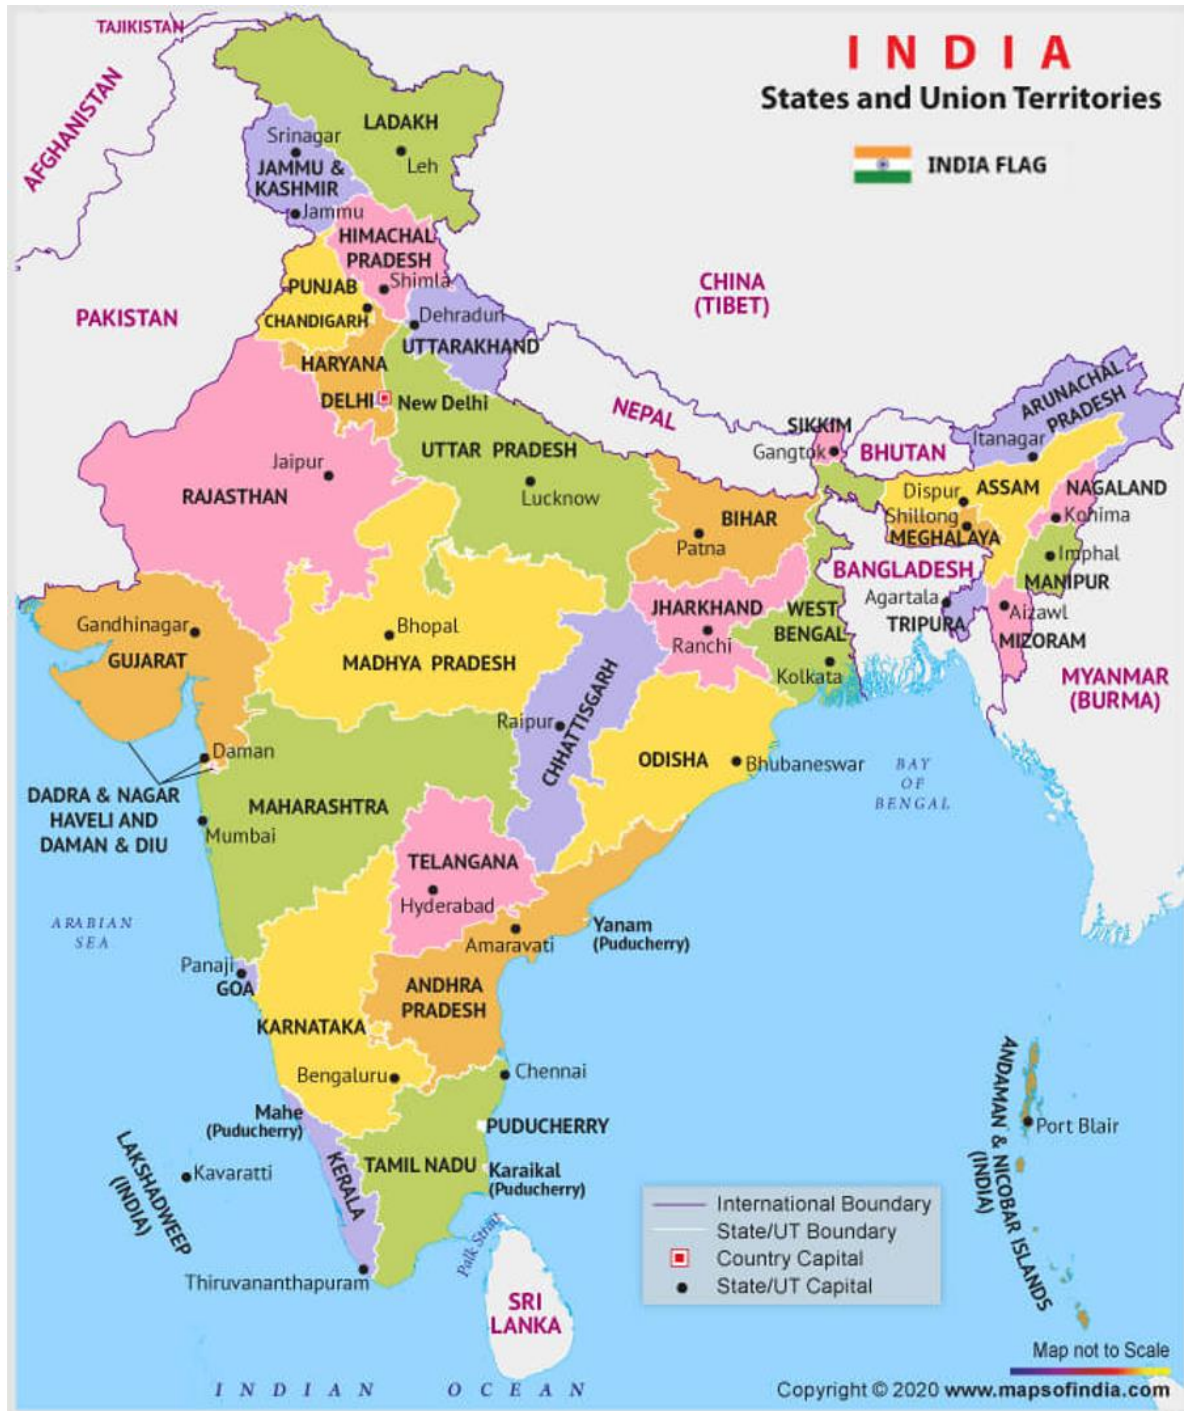 TAJIKISTAN
INDIA
States and Union Territories
INDIA FLAG
AFGHANISTAN
LADAKH
Leh
Srinagar
JAMMU &
KASHMIR
Jammu
HIMACHAL
PRADESH
Shimla
PUNJAB
CHANDIGARH
PAKISTAN
CHINA
(TIBET)
Dehradun
UTTARAKHAND
HARYANA
DELHI
New Delhi
NEPAL
SIKKIM
Gangtok
BHUTAN
ARUNACHAL
PRADESH
Itanagar
UTTAR PRADESH
Lucknow
Jaipur
RAJASTHAN
BIHAR
Patna
Dispur
ASSAM
NAGALAND
Shillong
Kohima
MEGHALAYA
Imphal
MANIPUR
BANGLADESH
Agartala
TRIPURA
Aizawl
MIZORAM
MYANMAR
(BURMA)
Gandhinagar
GUJARAT
Bhopal
MADHYA PRADESH
JHARKHAND
Ranchi
WEST
BENGAL
Kolkata
CHHATTISGARH
Raipur
ODISHA
Bhubaneswar
BAY
OF
BENGAL
Daman
DADRA & NAGAR
HAVELI AND
DAMAN & DIU
MAHARASHTRA
Mumbai
TELANGANA
Hyderabad
ARABIAN
SEA
Amaravati
Yanam
(Puducherry)
Panaji
GOA
ANDHRA
PRADESH
KARNATAKA
Bengaluru
Chennai
Mahe
(Puducherry)
PUDUCHERRY
LAKSHADWEEP
(INDIA)
Kavaratti
KERALA
TAMIL NADU
Karaikal
(Puducherry)
Thiruvananthapuram
Palk Strait
SRI
LANKA
ANDAMAN & NICOBAR ISLANDS
(INDIA)
Port Blair
International Boundary
State/UT Boundary
Country Capital
State/UT Capital
INDIAN OCEAN
Map not to Scale
Copyright © 2020 www.mapsofindia.com